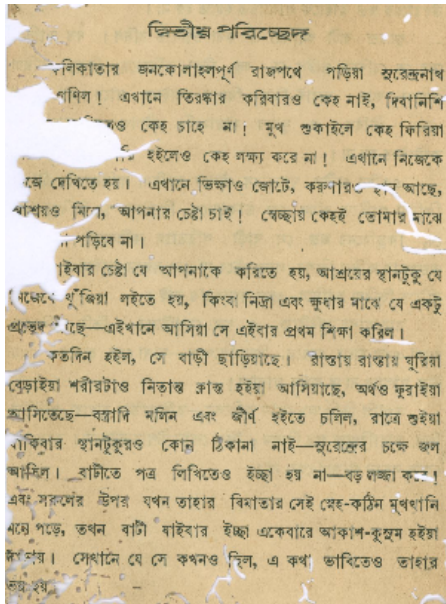 দ্বিতীয় পরিচ্ছেদ
কলিকাতার জনকোলাহলপূর্ণ রাজপথে পড়িয়া সুরেন্দ্রনাথ
গণিল! এখানে তিরস্কার করিবারও কেহ নাই, দিবানিশি
কেহ চাহে না! মুখ শুকাইলে কেহ ফিরিয়া
হইলেও কেহ লক্ষ্য করে না! এখানে নিজেকে
দেখিতে হয়। এখানে ভিক্ষাও জোটে, করুণারও স্থান আছে,
আশ্রয়ও মিলে, আপনার চেষ্টা চাই! স্বেচ্ছায় কেহই তোমার মাঝে
পড়িবে না।
চেষ্টা যে আপনাকে করিতে হয়, আশ্রয়ের স্থানটুকু যে
খুঁজিয়া লইতে হয়, কিংবা নিদ্রা এবং ক্ষুধার মাঝে যে একটু
প্রভেদ আছে—এইখানে আসিয়া সে এইবার প্রথম শিক্ষা করিল।
কতদিন হইল, সে বাড়ী ছাড়িয়াছে। রাস্তায় রাস্তায় ঘুরিয়া
বেড়াইয়া শরীরটাও নিতান্ত ক্লান্ত হইয়া আসিয়াছে, অর্থও ফুরাইয়া
আসিতেছে—বস্ত্রাদি মলিন এবং জীর্ণ হইতে চলিল, রাত্রে শুইয়া
থাকিবার স্থানটুকুরও কোন ঠিকানা নাই—সুরেন্দ্রের চক্ষে জল
আসিল। বাটীতে পত্র লিখিতেও ইচ্ছা হয় না—বড় লজ্জা করে!
এবং সকলের উপর যখন তাহার বিমাতার সেই স্নেহ-কঠিন মুখখানি
মনে পড়ে, তখন বাটী যাইবার ইচ্ছা একেবারে আকাশ-কুসুম হইয়া
দাঁড়ায়। সেখানে যে সে কখনও ছিল, এ কথা ভাবিতেও তাহার
ভয় হয়